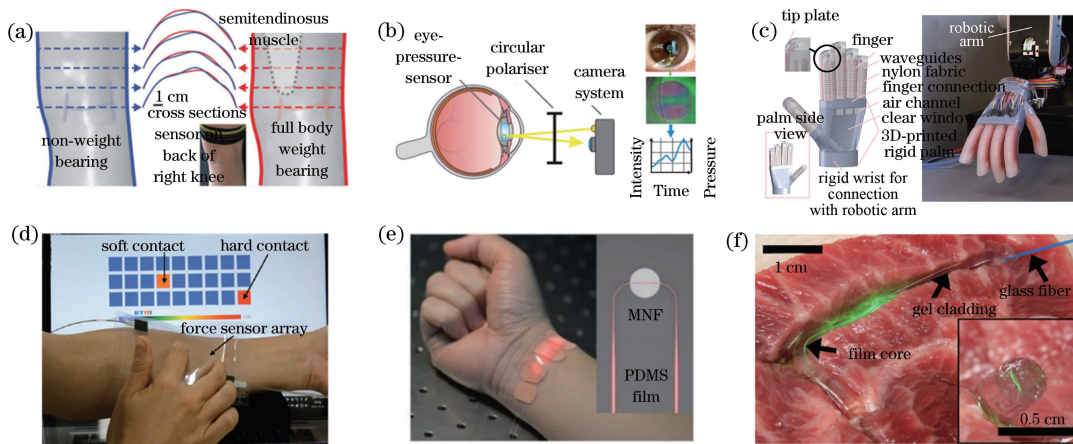 (a)
semitendinosus
muscle
1 cm
cross sections
sensor on
back of
right knee
non-weight
bearing
full body
weight
bearing
(b)
eye-
pressure-
sensor
circular
polariser
camera
system
Intensity
Time
Pressure
(c)
tip plate
finger
waveguides
nylon fabric
finger connection
air channel
clear window
3D-printed
rigid palm
palm side
view
rigid wrist for
connection
with robotic arm
robotic
arm
(d)
soft contact
hard contact
force sensor array
(e)
MNF
PDMS
film
(f)
1 cm
glass fiber
gel cladding
film core
0.5 cm